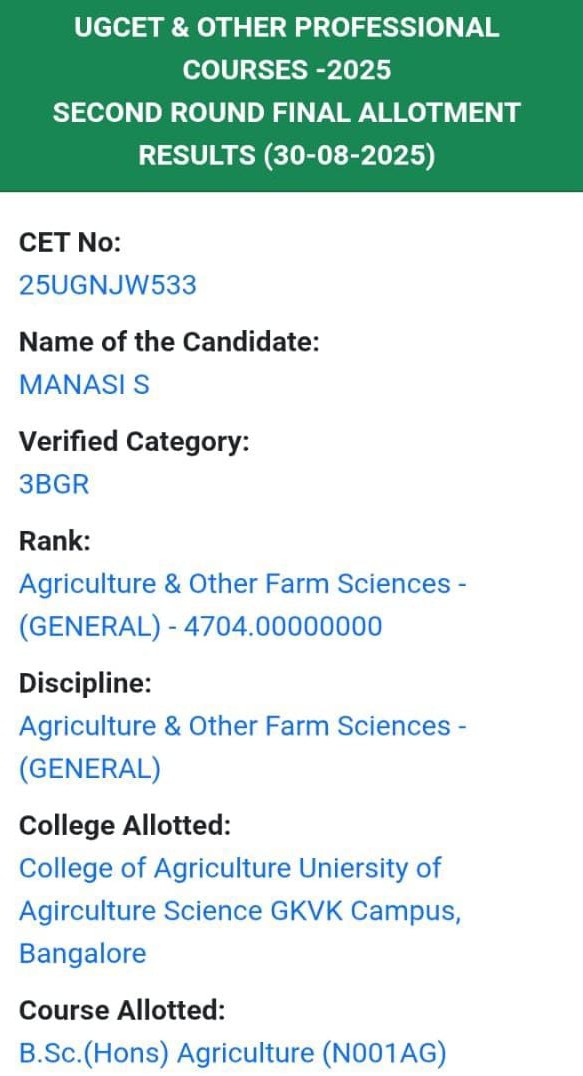 UGCET & OTHER PROFESSIONAL
COURSES -2025
SECOND ROUND FINAL ALLOTMENT
RESULTS (30-08-2025)
CET No:
25UGNJW533
Name of the Candidate:
MANASI S
Verified Category:
3BGR
Rank:
Agriculture & Other Farm Sciences -
(GENERAL) - 4704.00000000
Discipline:
Agriculture & Other Farm Sciences -
(GENERAL)
College Allotted:
College of Agriculture Uniersity of
Agirculture Science GKVK Campus,
Bangalore
Course Allotted:
B.Sc.(Hons) Agriculture (N001AG)